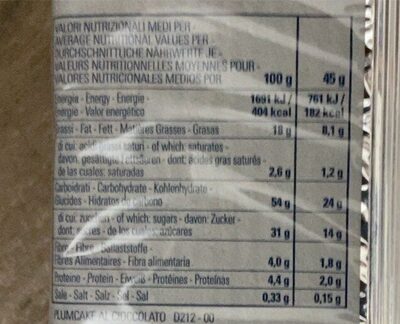 VALORI NUTRIZIONALI MEDI PER -
AVERAGE NUTRITIONAL VALUES PER -
DURCHSCHNITTLICHE NÄHRWERTE JE -
VALEURS NUTRITIONNELLES MOYENNES POUR -
VALORES NUTRICIONALES MEDIOS POR 100 g 45 g
Energia - Energy - Energie - 1691 kJ / 761 kJ /
Énergie - Valor energético 404 kcal 182 kcal
Grassi - Fat - Fett - Matières Grasses - Grasas 18 g 8,1 g
di cui: acidi grassi saturi - of which: saturates -
davon: gesättigte Fettsäuren - dont: acides gras saturés -
de las cuales: saturadas 2,6 g 1,2 g
Carboidrati - Carbohydrate - Kohlenhydrate -
Glucides - Hidratos de carbono 54 g 24 g
di cui: zuccheri - of which: sugars - davon: Zucker -
dont: sucres - de los cuales: azúcares 31 g 14 g
Fibre - Fibre - Ballaststoffe -
Fibres Alimentaires - Fibra alimentaria 4,0 g 1,8 g
Proteine - Protein - Eiweiß - Protéines - Proteínas 4,4 g 2,0 g
Sale - Salt - Salz - Sel - Sal 0,33 g 0,15 g
PLUMCAKE AL CIOCCOLATO D212 - 00